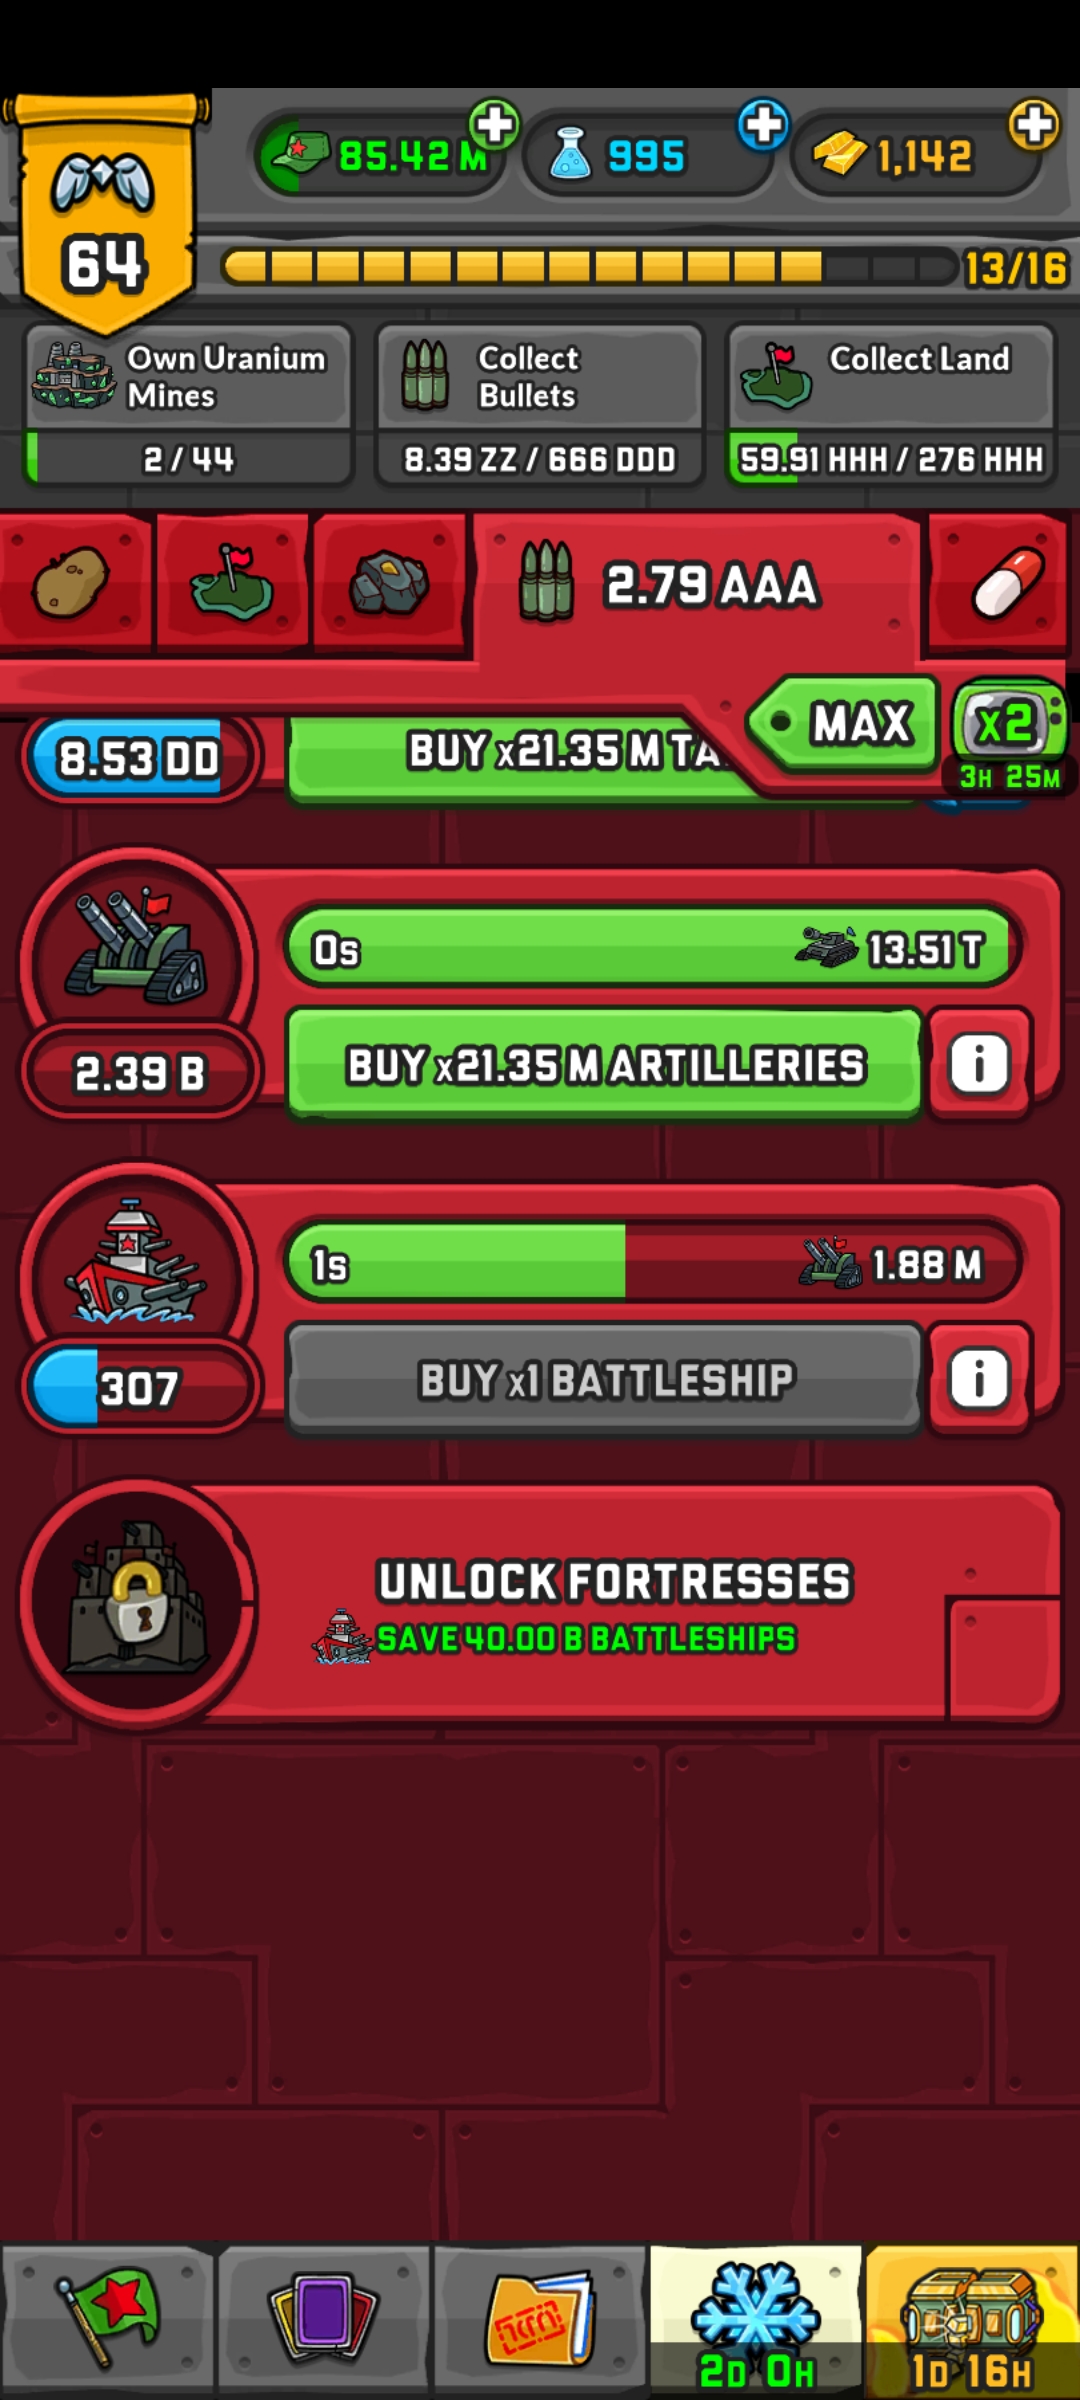 64
85.42 M
995
1,142
13/16
Own Uranium
Mines
2 / 44
Collect
Bullets
8.39 ZZ / 666 DDD
Collect Land
59.91 HHH / 276 HHH
2.79 AAA
MAX
x2
3H 25M
8.53 DD
BUY x21.35 M TA
0s
13.51 T
2.39 B
BUY x21.35 M ARTILLERIES
i
1s
1.88 M
307
BUY x1 BATTLESHIP
i
UNLOCK FORTRESSES
SAVE 40.00 B BATTLESHIPS
2D 0H
1D 16H